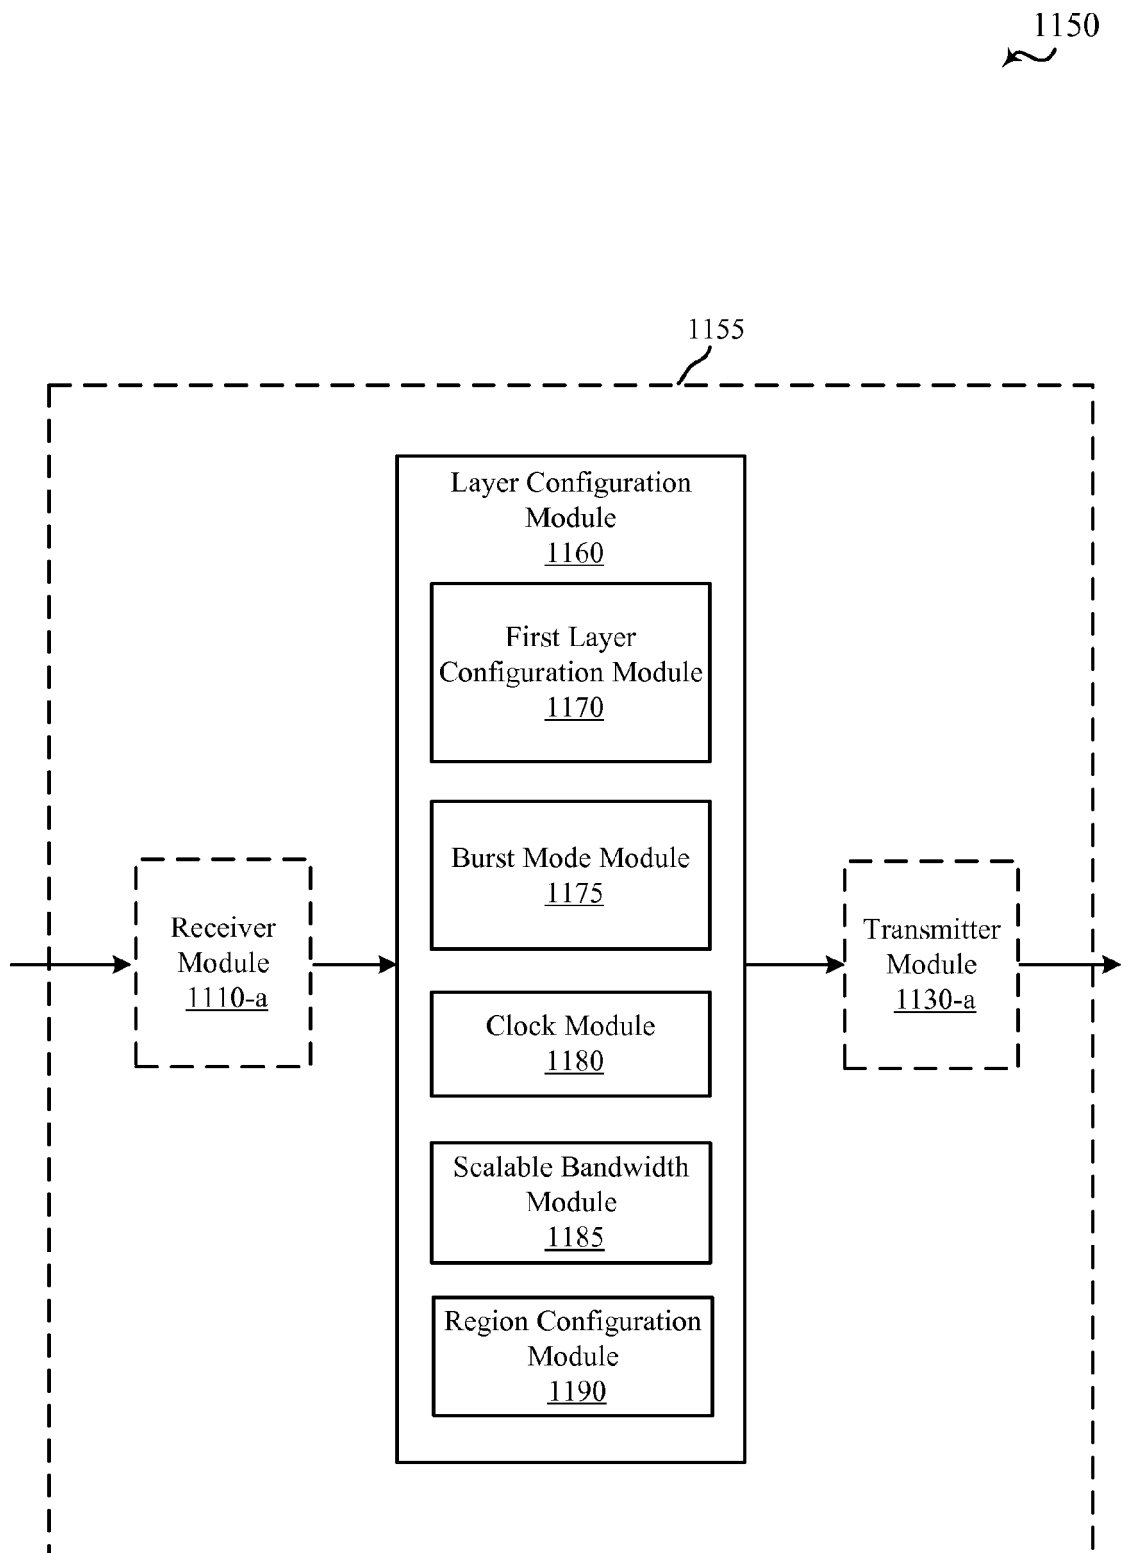 1150
1155
Layer Configuration
Module
1160
First Layer
Configuration Module
1170
Burst Mode Module
1175
Receiver
Module
1110-a
Transmitter
Module
1130-a
Clock Module
1180
Scalable Bandwidth
Module
1185
Region Configuration
Module
1190